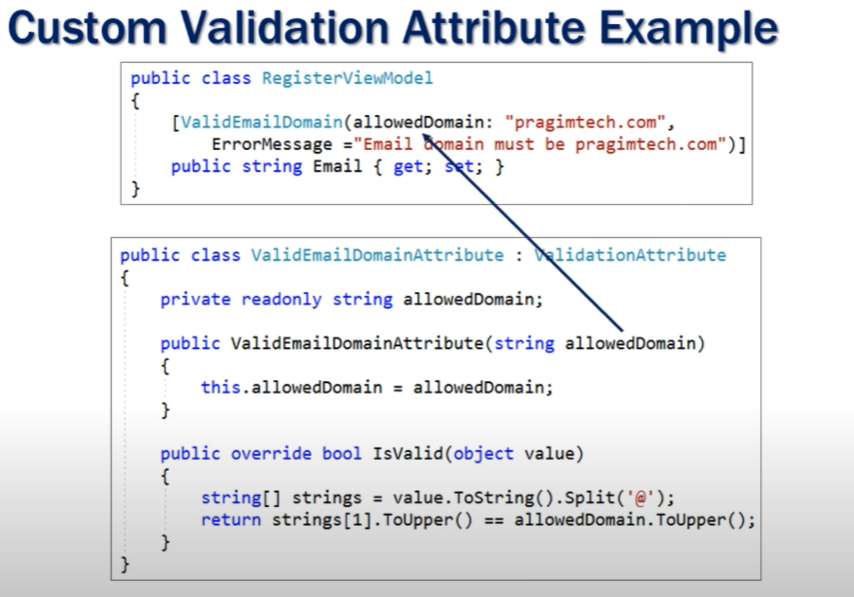 Custom Validation Attribute Example
public class RegisterViewModel
{
[ValidEmailDomain(allowedDomain: "pragimtech.com",
ErrorMessage ="Email domain must be pragimtech.com")]
public string Email { get; set; }
}
public class ValidEmailDomainAttribute : ValidationAttribute
{
private readonly string allowedDomain;
public ValidEmailDomainAttribute(string allowedDomain)
{
this.allowedDomain = allowedDomain;
}
public override bool IsValid(object value)
{
string[] strings = value.ToString().Split('@');
return strings[1].ToUpper() == allowedDomain.ToUpper();
}
}